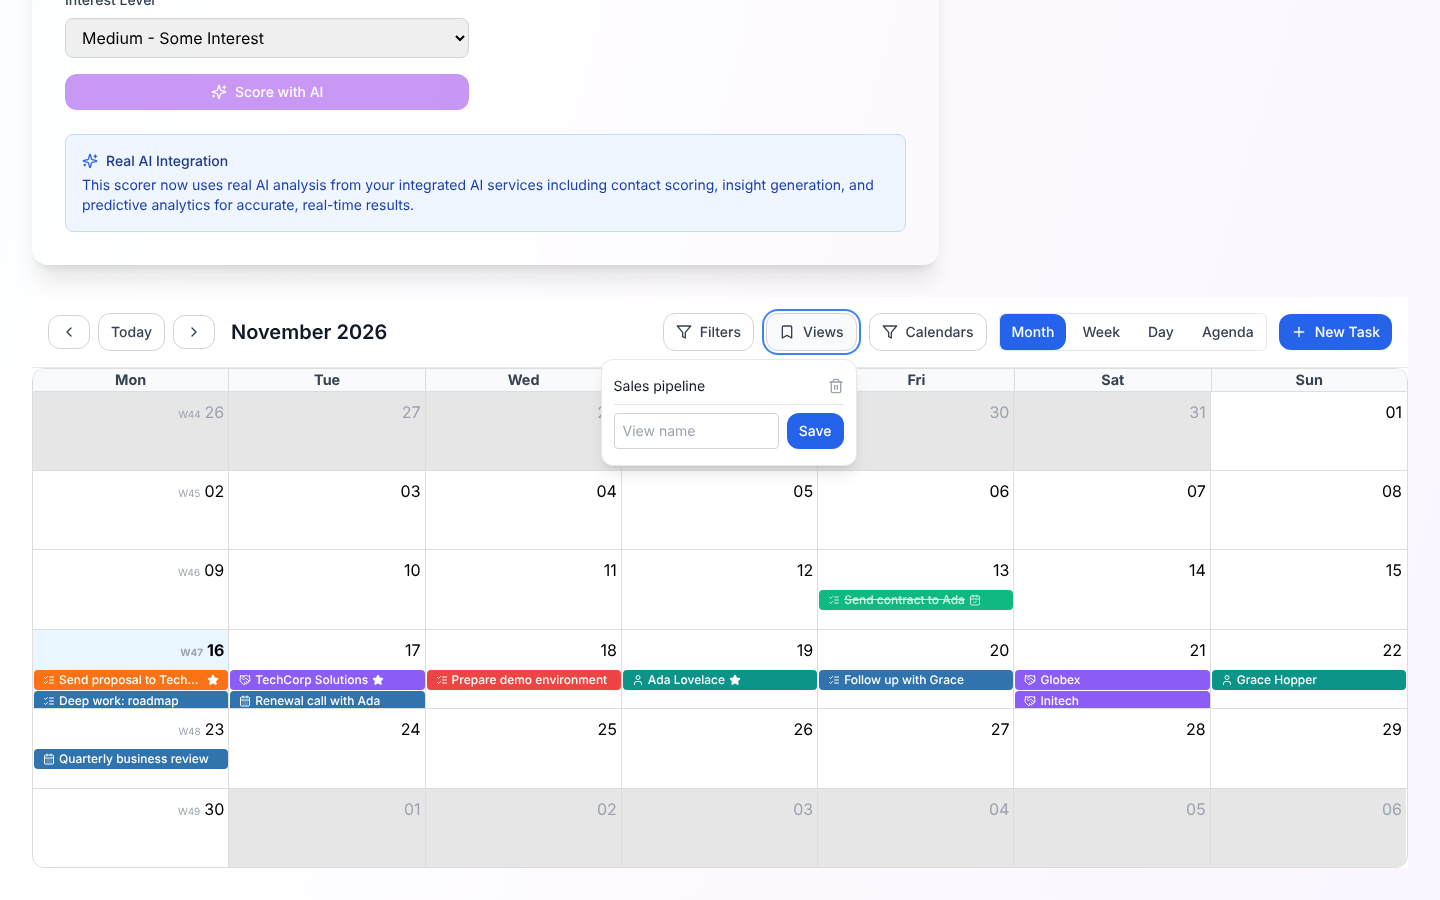 Interest Level
Medium - Some Interest
Score with AI
Real AI Integration
This scorer now uses real AI analysis from your integrated AI services including contact scoring, insight generation, and
predictive analytics for accurate, real-time results.
Today
November 2026
Filters
Views
Calendars
Month
Week
Day
Agenda
New Task
Mon
Tue
Wed
Fri
Sat
Sun
Sales pipeline
View name
Save
W44 26
27
30
31
01
W45 02
03
04
05
06
07
08
W46 09
10
11
12
13
14
15
Send contract to Ada
W47 16
17
18
19
20
21
22
Send proposal to Tech...
TechCorp Solutions
Prepare demo environment
Ada Lovelace
Follow up with Grace
Globex
Grace Hopper
Deep work: roadmap
Renewal call with Ada
Initech
W48 23
24
25
26
27
28
29
Quarterly business review
W49 30
01
02
03
04
05
06